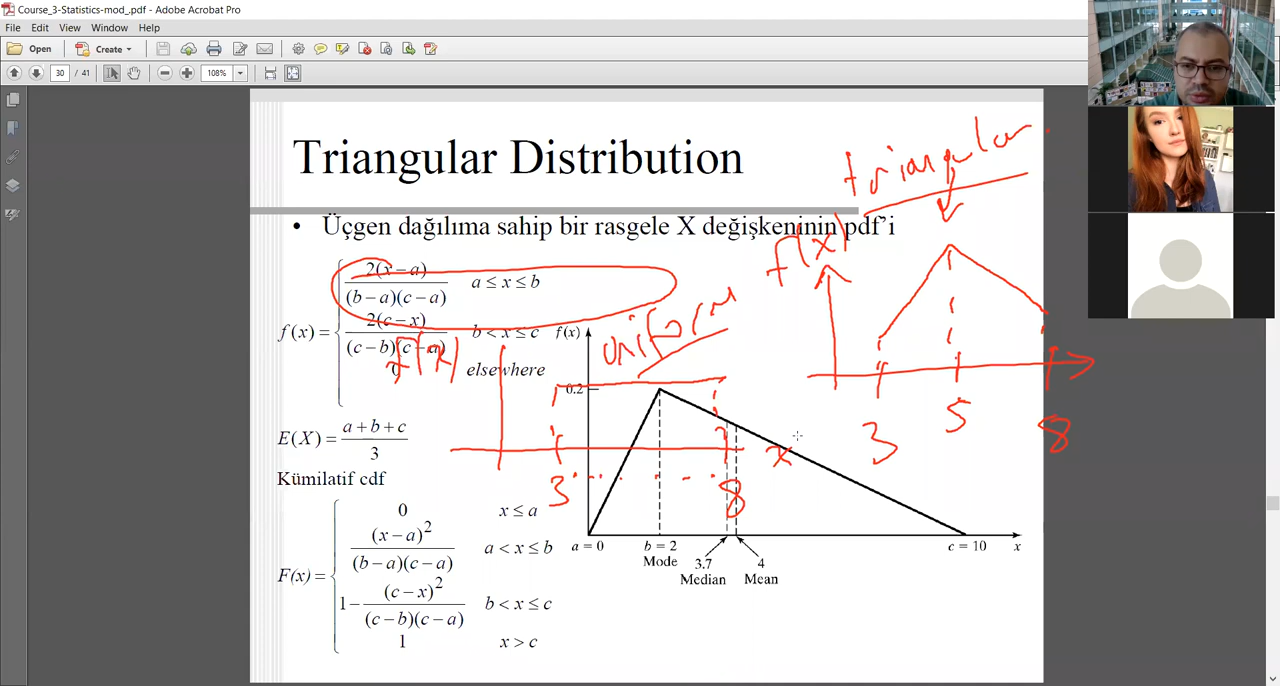 Course_3-Statistics-mod_.pdf - Adobe Acrobat Pro
File Edit View Window Help
Open Create
30 / 41 108%
Triangular Distribution
triangular
• Üçgen dağılıma sahip bir rasgele X değişkeninin pdf'i
f(x)
2(x − a)
(b − a)(c − a)
a ≤ x ≤ b
f(x) =
2(c − x)
(c − b)(c − a)
b < x ≤ c
0 elsewhere
f(x)
uniform
f(x)
0.2
3 8 x
3 5 8
E(X) = a + b + c
3
Kümilatif cdf
F(x) =
0 x ≤ a
(x − a)²
(b − a)(c − a)
a < x ≤ b
1 − (c − x)²
(c − b)(c − a)
b < x ≤ c
1 x > c
a = 0 b = 2 c = 10 x
Mode 3.7 4
Median Mean